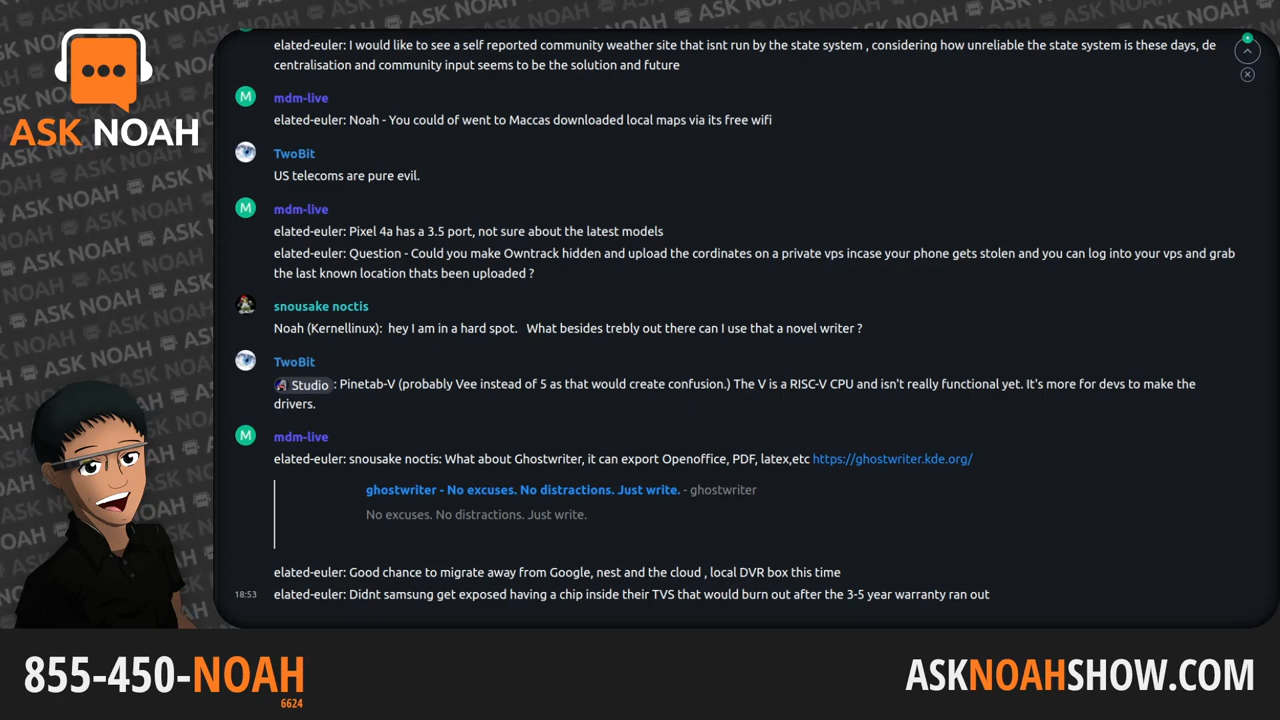 ASK NOAH
elated-euler: I would like to see a self reported community weather site that isnt run by the state system , considering how unreliable the state system is these days, de
centralisation and community input seems to be the solution and future
M mdm-live
elated-euler: Noah - You could of went to Maccas downloaded local maps via its free wifi
TwoBit
US telecoms are pure evil.
M mdm-live
elated-euler: Pixel 4a has a 3.5 port, not sure about the latest models
elated-euler: Question - Could you make Owntrack hidden and upload the cordinates on a private vps incase your phone gets stolen and you can log into your vps and grab
the last known location thats been uploaded ?
snousake noctis
Noah (Kernellinux): hey I am in a hard spot. What besides trebly out there can I use that a novel writer ?
TwoBit
Studio : Pinetab-V (probably Vee instead of 5 as that would create confusion.) The V is a RISC-V CPU and isn't really functional yet. It's more for devs to make the
drivers.
M mdm-live
elated-euler: snousake noctis: What about Ghostwriter, it can export Openoffice, PDF, latex,etc https://ghostwriter.kde.org/
ghostwriter - No excuses. No distractions. Just write. - ghostwriter
No excuses. No distractions. Just write.
elated-euler: Good chance to migrate away from Google, nest and the cloud , local DVR box this time
18:53 elated-euler: Didnt samsung get exposed having a chip inside their TVS that would burn out after the 3-5 year warranty ran out
855-450-NOAH
6624
ASKNOAHSHOW.COM